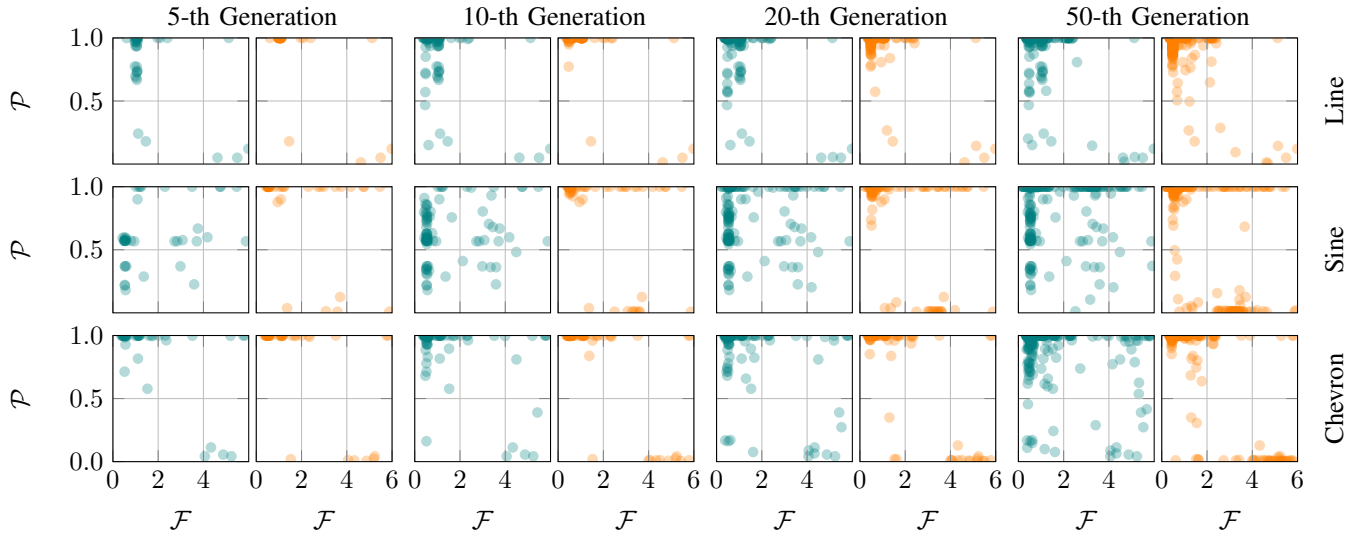 5-th Generation 10-th Generation 20-th Generation 50-th Generation
1.0
0.5
𝒫
Line
1.0
0.5
𝒫
Sine
1.0
0.5
0.0
𝒫
Chevron
0 2 4 0 2 4 6 0 2 4 0 2 4 6 0 2 4 0 2 4 6 0 2 4 0 2 4 6
ℱ ℱ ℱ ℱ ℱ ℱ ℱ ℱ